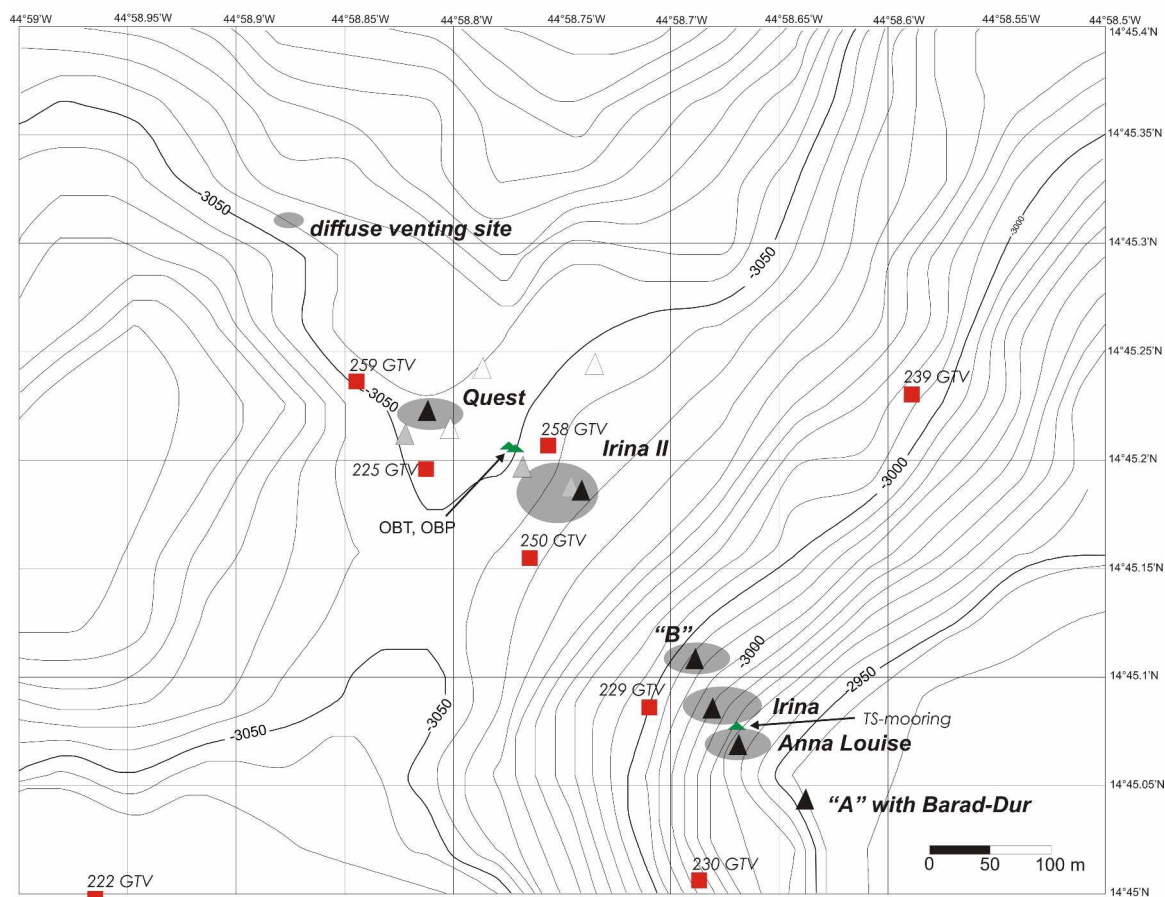 44°59'W 44°58.95'W 44°58.9'W 44°58.85'W 44°58.8'W 44°58.75'W 44°58.7'W 44°58.65'W 44°58.6'W 44°58.55'W 44°58.5'W
14°45.4'N
14°45.35'N
-3050
diffuse venting site
-3000
14°45.3'N
-3050
14°45.25'N
259 GTV
239 GTV
-3050
Quest
258 GTV
Irina II
14°45.2'N
225 GTV
-3000
OBT, OBP
250 GTV
14°45.15'N
"B"
-3000
14°45.1'N
-2950
229 GTV
Irina
TS-mooring
-3050
-3050
Anna Louise
14°45.05'N
"A" with Barad-Dur
0 50 100 m
230 GTV
222 GTV
14°45'N